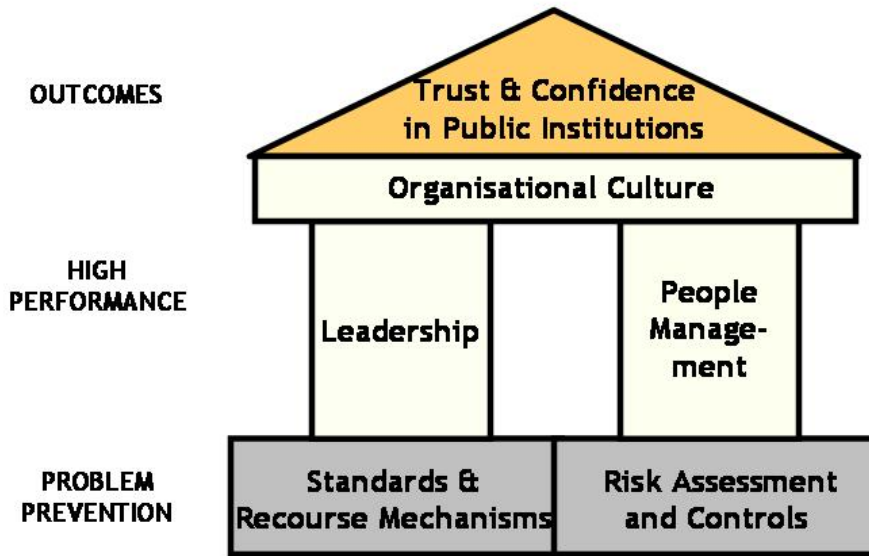 OUTCOMES
Trust & Confidence
in Public Institutions
Organisational Culture
HIGH
PERFORMANCE
Leadership
People
Manage-
ment
PROBLEM
PREVENTION
Standards &
Recourse Mechanisms
Risk Assessment
and Controls